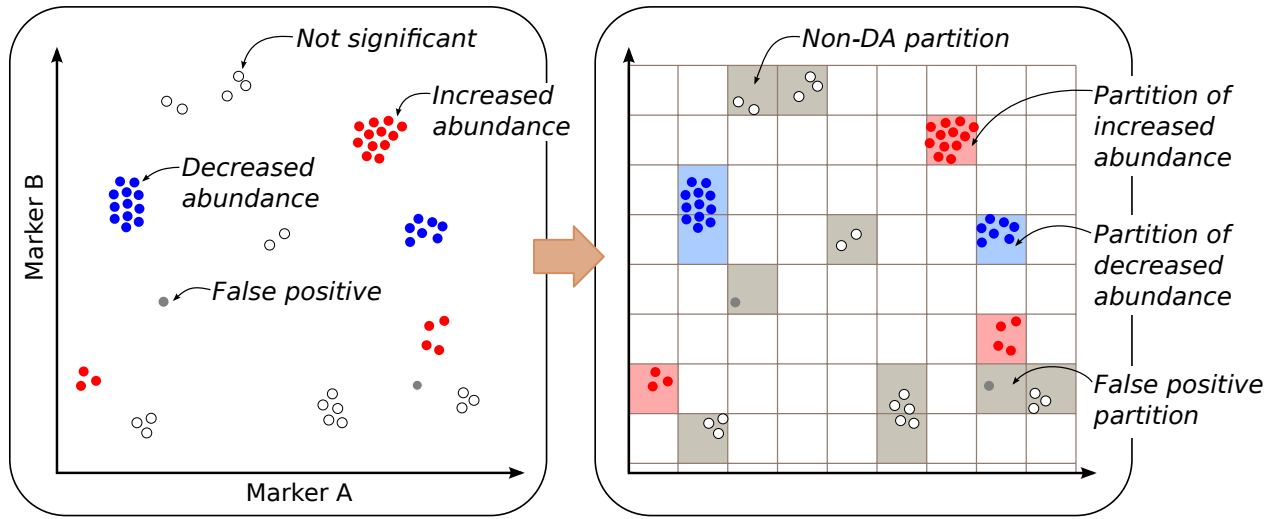 Not significant
Increased
abundance
Decreased
abundance
False positive
Marker B
Marker A
Non-DA partition
Partition of
increased
abundance
Partition of
decreased
abundance
False positive
partition